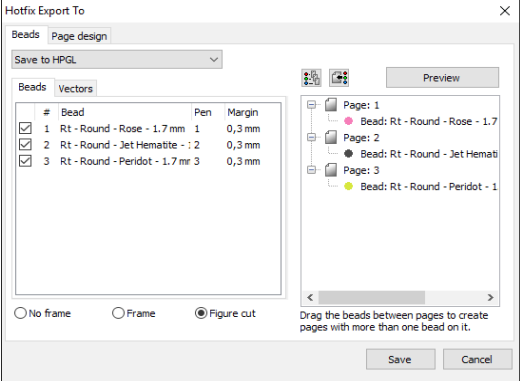 Hotfix Export To
Beads Page design
Save to HPGL
Preview
Beads Vectors
# Bead Pen Margin
1 Rt - Round - Rose - 1.7 mm 1 0,3 mm
2 Rt - Round - Jet Hematite - : 2 0,3 mm
3 Rt - Round - Peridot - 1.7 mr 3 0,3 mm
No frame Frame Figure cut
Page: 1
Bead: Rt - Round - Rose - 1.7
Page: 2
Bead: Rt - Round - Jet Hemati
Page: 3
Bead: Rt - Round - Peridot - 1
Drag the beads between pages to create
pages with more than one bead on it.
Save Cancel